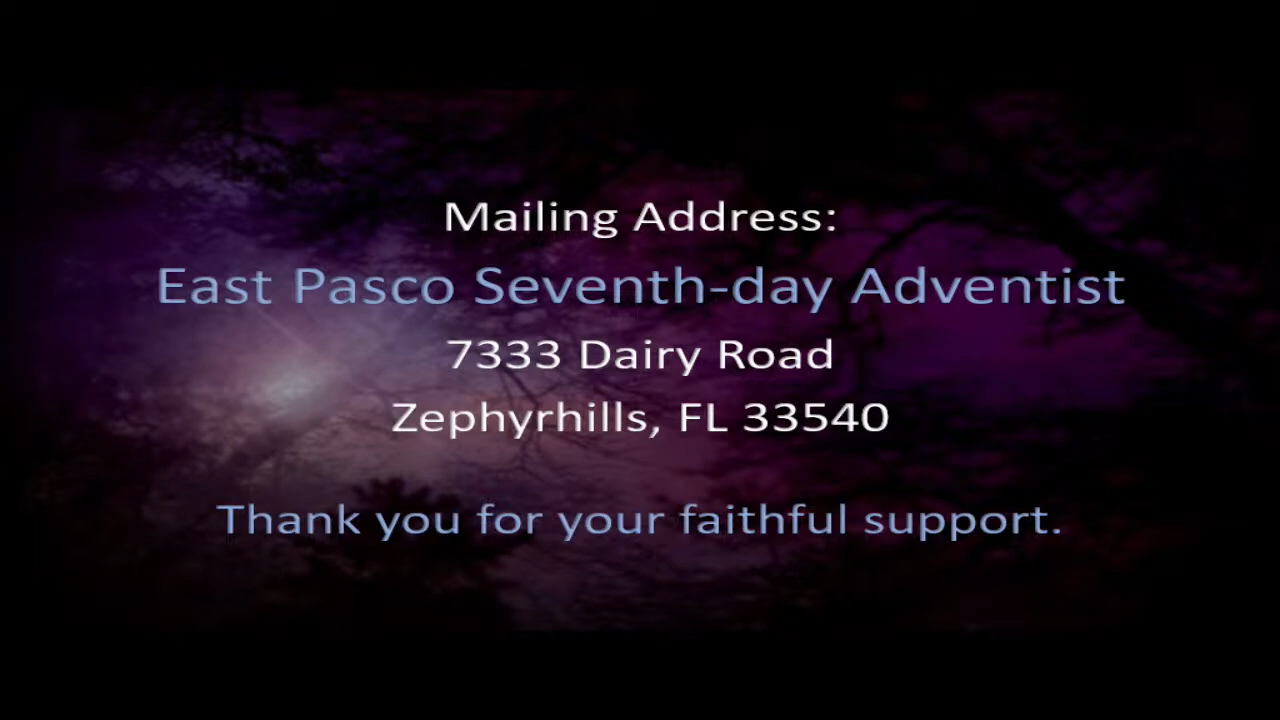 Mailing Address:
East Pasco Seventh-day Adventist
7333 Dairy Road
Zephyrhills, FL 33540
Thank you for your faithful support.